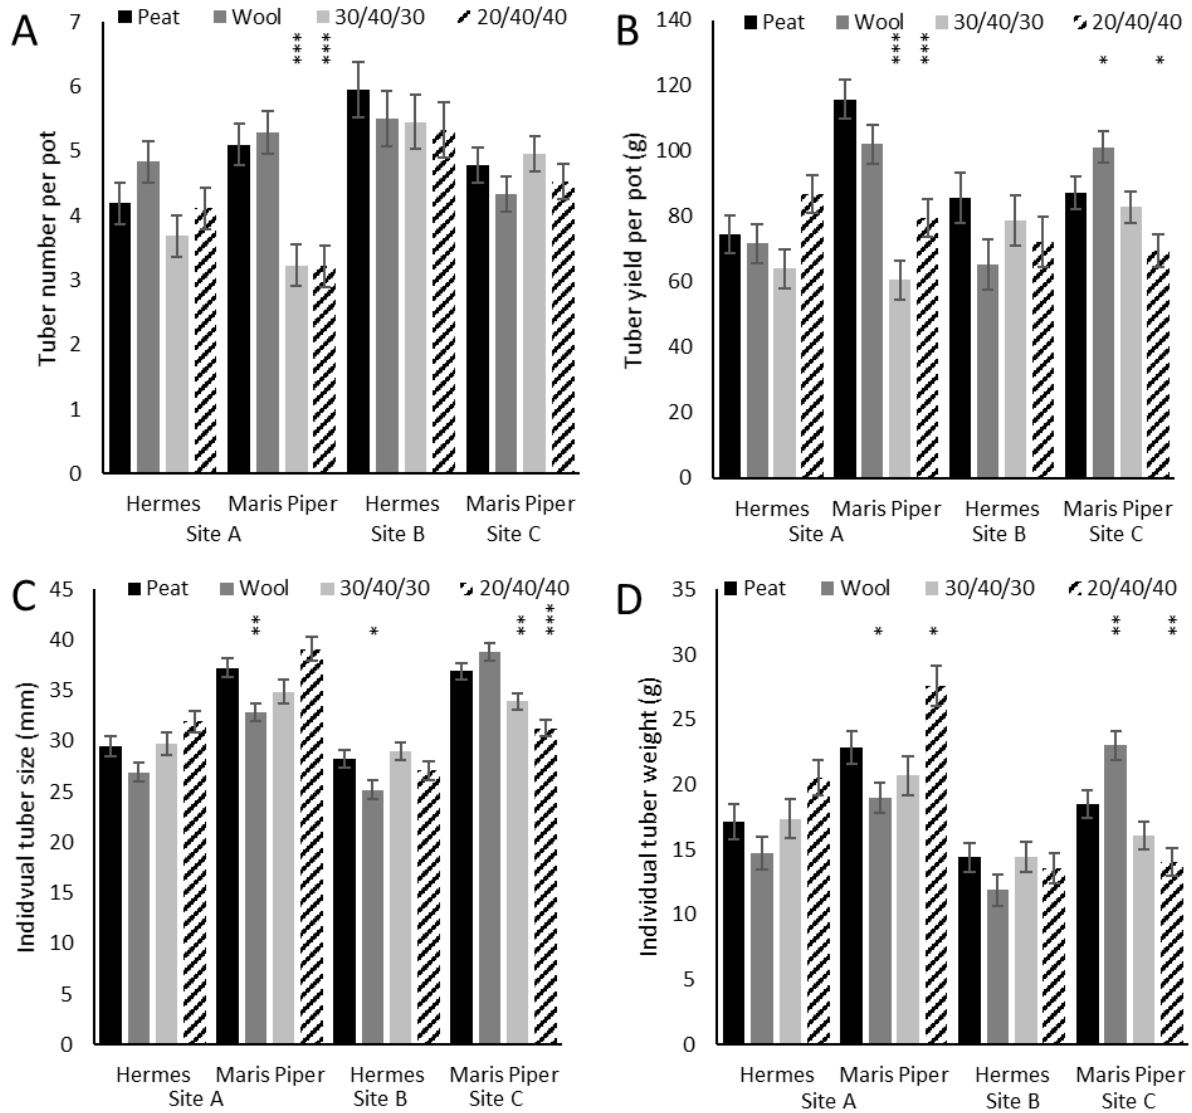 A
Peat Wool 30/40/30 20/40/40
*** ***
Tuber number per pot
7
6
5
4
3
2
1
0
Hermes Maris Piper Hermes Maris Piper
Site A Site B Site C
B
Peat Wool 30/40/30 20/40/40
*** *** * *
Tuber yield per pot (g)
140
120
100
80
60
40
20
0
Hermes Maris Piper Hermes Maris Piper
Site A Site B Site C
C
Peat Wool 30/40/30 20/40/40
** * ** ***
Indidvual tuber size (mm)
45
40
35
30
25
20
15
10
5
0
Hermes Maris Piper Hermes Maris Piper
Site A Site B Site C
D
Peat Wool 30/40/30 20/40/40
* * ** **
Individual tuber weight (g)
35
30
25
20
15
10
5
0
Hermes Maris Piper Hermes Maris Piper
Site A Site B Site C